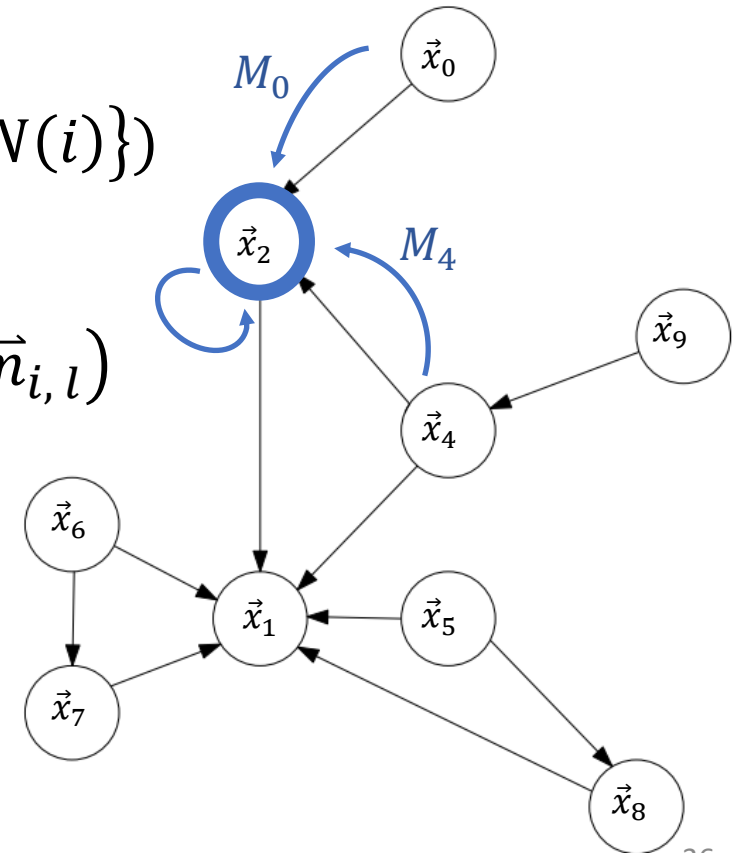 x⃗₀
M₀
N(i)})
x⃗₂
M₄
x⃗₉
n⃗ᵢ, ₗ)
x⃗₄
x⃗₆
x⃗₁
x⃗₅
x⃗₇
x⃗₈